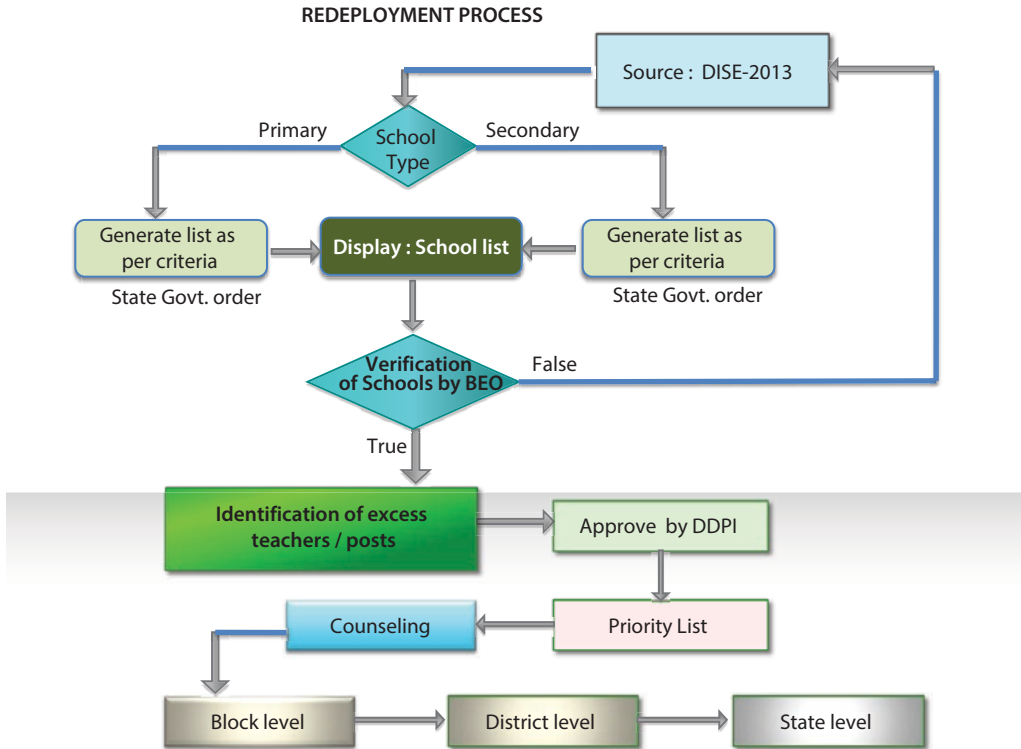 REDEPLOYMENT PROCESS
Source : DISE-2013
Primary
School
Type
Secondary
Generate list as
per criteria
State Govt. order
Display : School list
Generate list as
per criteria
State Govt. order
Verification
of Schools by BEO
False
True
Identification of excess
teachers / posts
Approve by DDPI
Priority List
Counseling
Block level
District level
State level